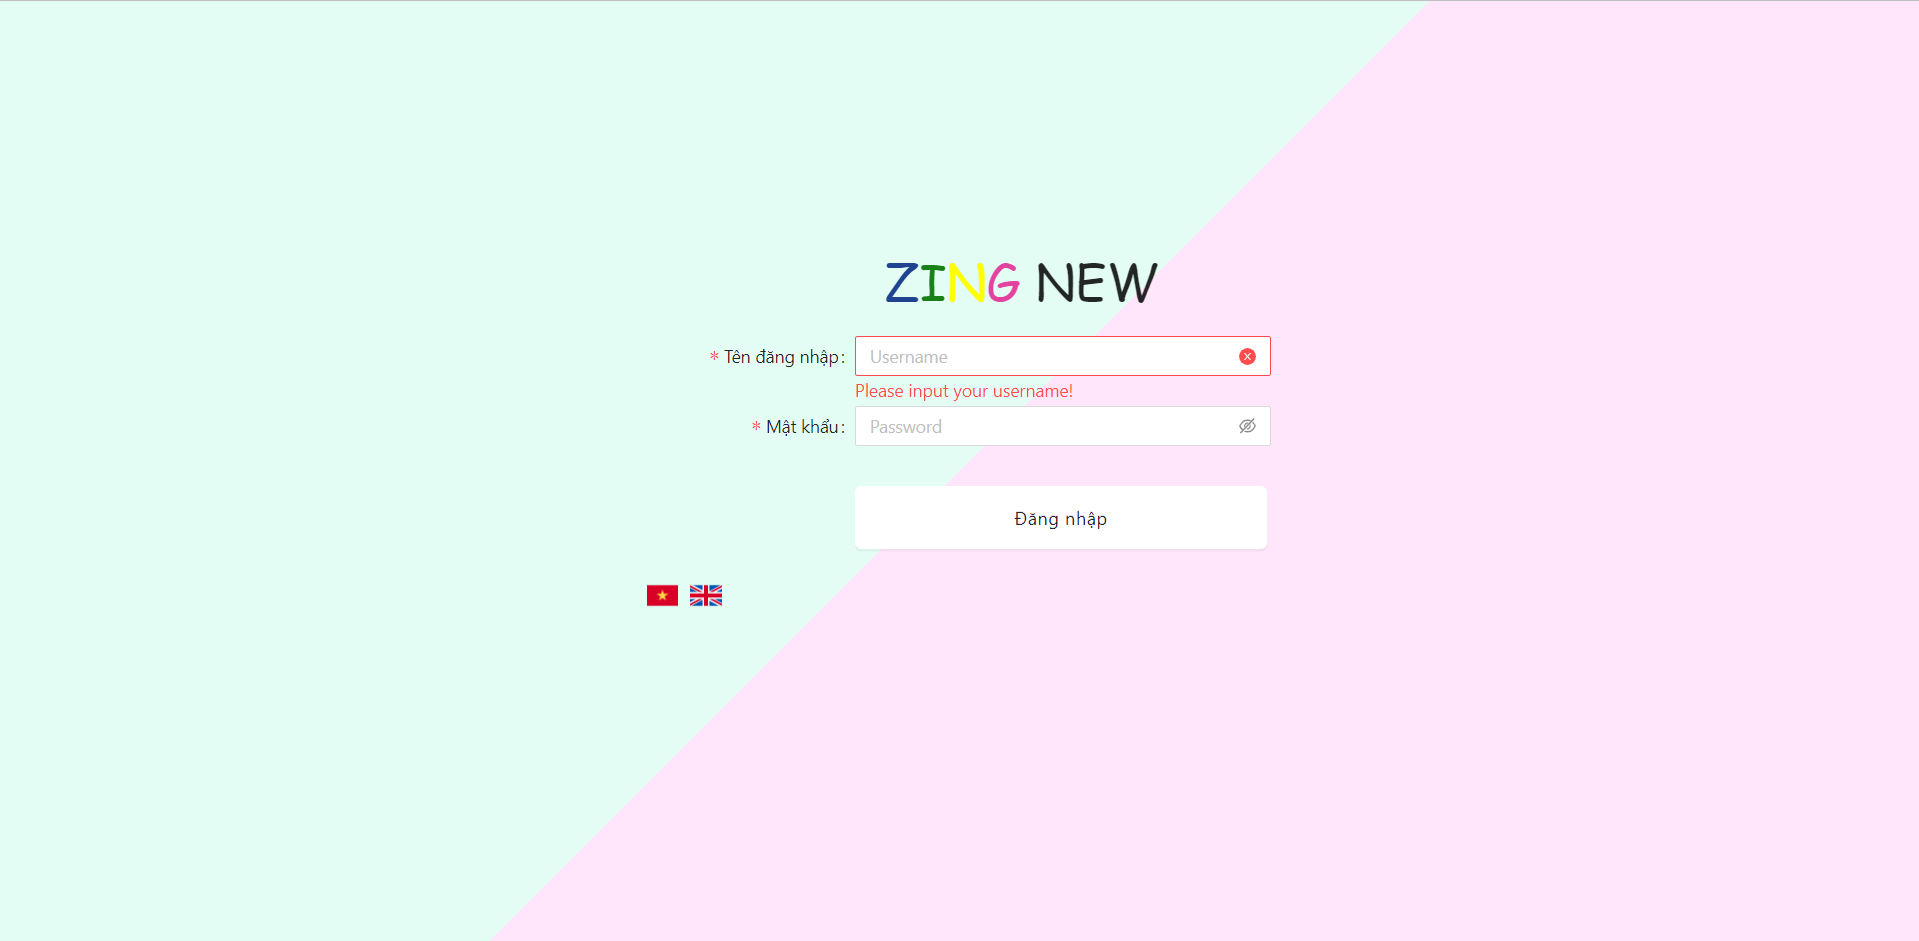 ZING NEW
* Tên đăng nhập: Username
Please input your username!
* Mật khẩu: Password
Đăng nhập